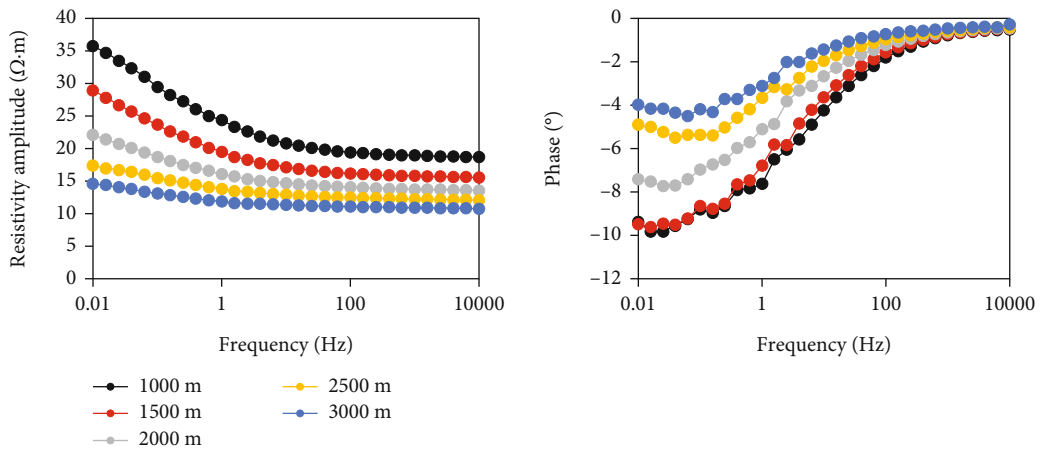 Resistivity amplitude (Ω·m)
40
35
30
25
20
15
10
5
0
0.01
1
100
10000
Frequency (Hz)
Phase (°)
0
−2
−4
−6
−8
−10
−12
0.01
1
100
10000
Frequency (Hz)
1000 m
1500 m
2000 m
2500 m
3000 m